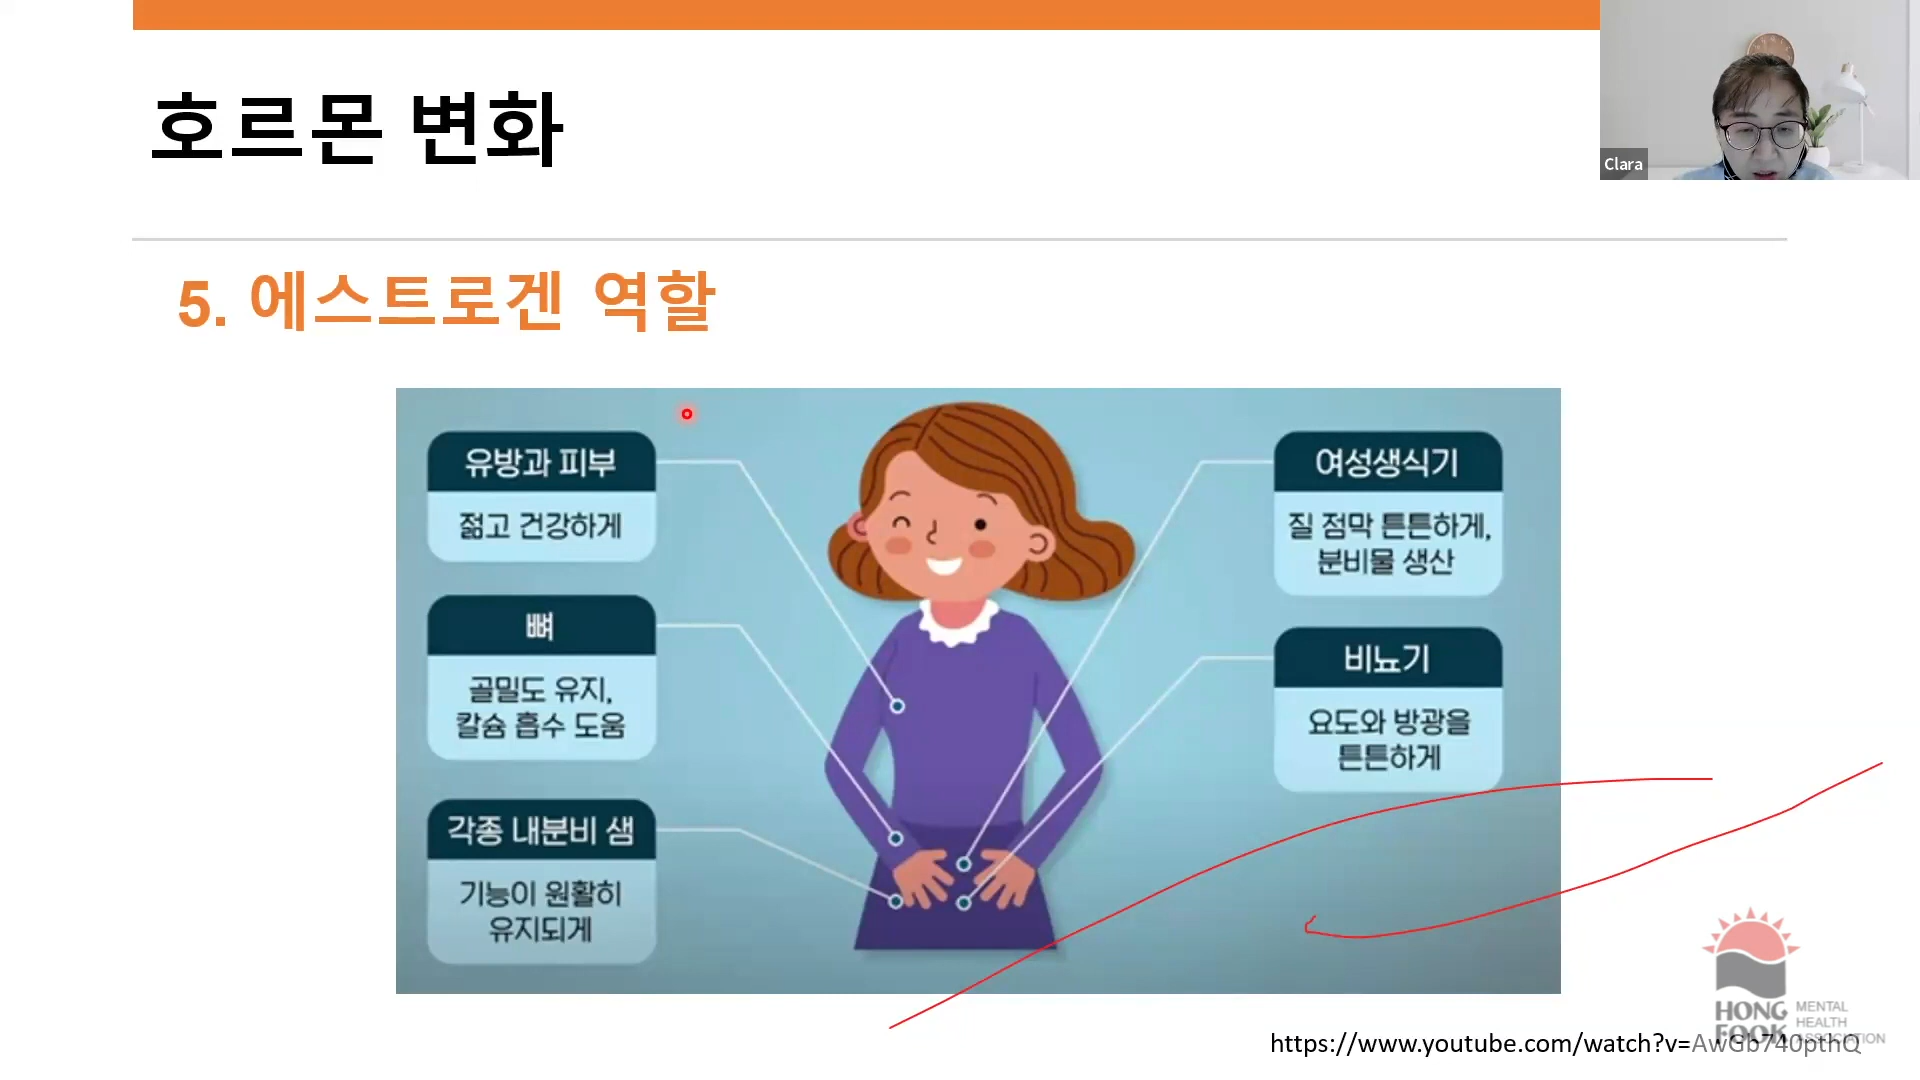 호르몬 변화
Clara
5. 에스트로겐 역할
유방과 피부
젊고 건강하게
뼈
골밀도 유지,
칼슘 흡수 도움
각종 내분비 샘
기능이 원활히
유지되게
여성생식기
질 점막 튼튼하게,
분비물 생산
비뇨기
요도와 방광을
튼튼하게
HONG FOOK
MENTAL
HEALTH
ASSOCIATION
https://www.youtube.com/watch?v=AwGb740pthQ